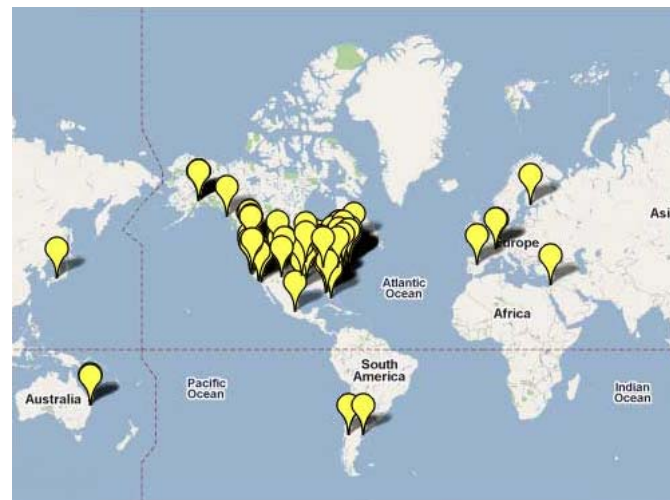 Asi
Europe
Atlantic
Ocean
Africa
South
America
Pacific
Ocean
Australia
Indian
Ocean